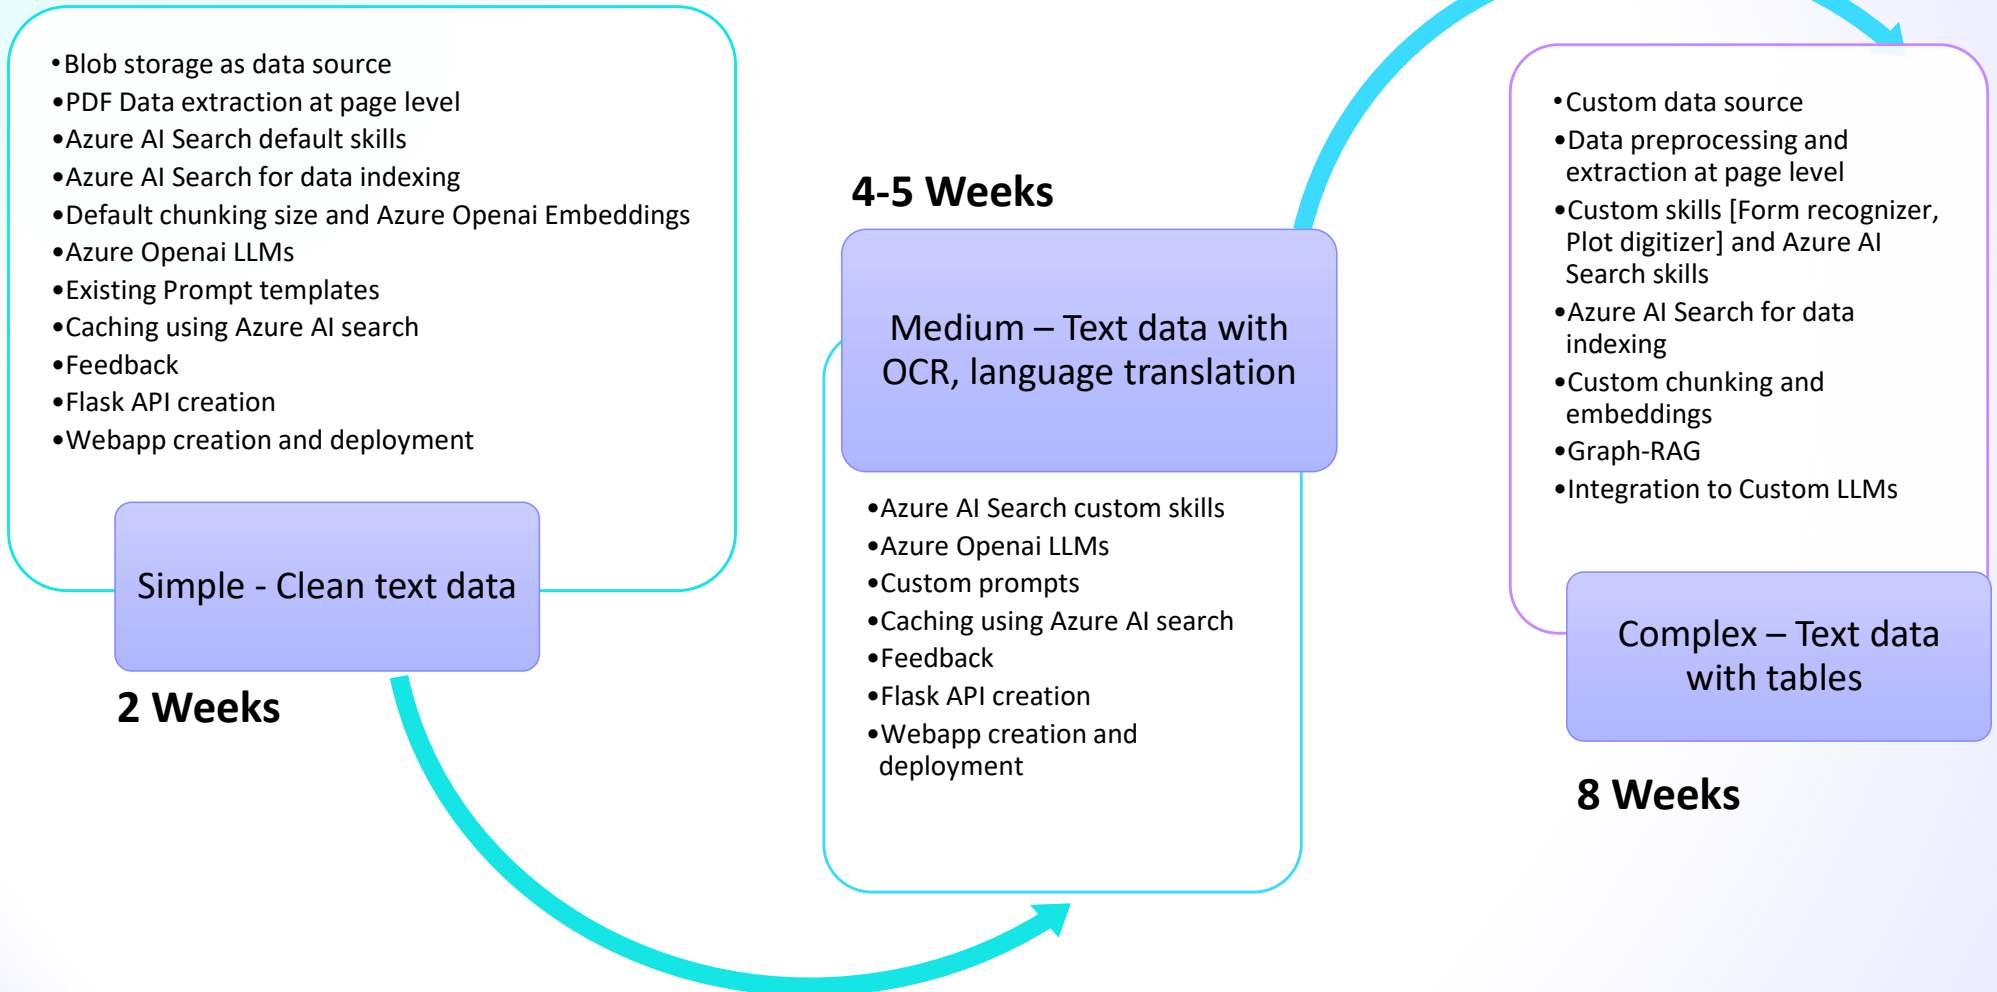 •Blob storage as data source
•PDF Data extraction at page level
•Azure AI Search default skills
•Azure AI Search for data indexing
•Default chunking size and Azure Openai Embeddings
•Azure Openai LLMs
•Existing Prompt templates
•Caching using Azure AI search
•Feedback
•Flask API creation
•Webapp creation and deployment
Simple - Clean text data
2 Weeks
4-5 Weeks
Medium – Text data with
OCR, language translation
•Azure AI Search custom skills
•Azure Openai LLMs
•Custom prompts
•Caching using Azure AI search
•Feedback
•Flask API creation
•Webapp creation and
deployment
•Custom data source
•Data preprocessing and
extraction at page level
•Custom skills [Form recognizer,
Plot digitizer] and Azure AI
Search skills
•Azure AI Search for data
indexing
•Custom chunking and
embeddings
•Graph-RAG
•Integration to Custom LLMs
Complex – Text data
with tables
8 Weeks